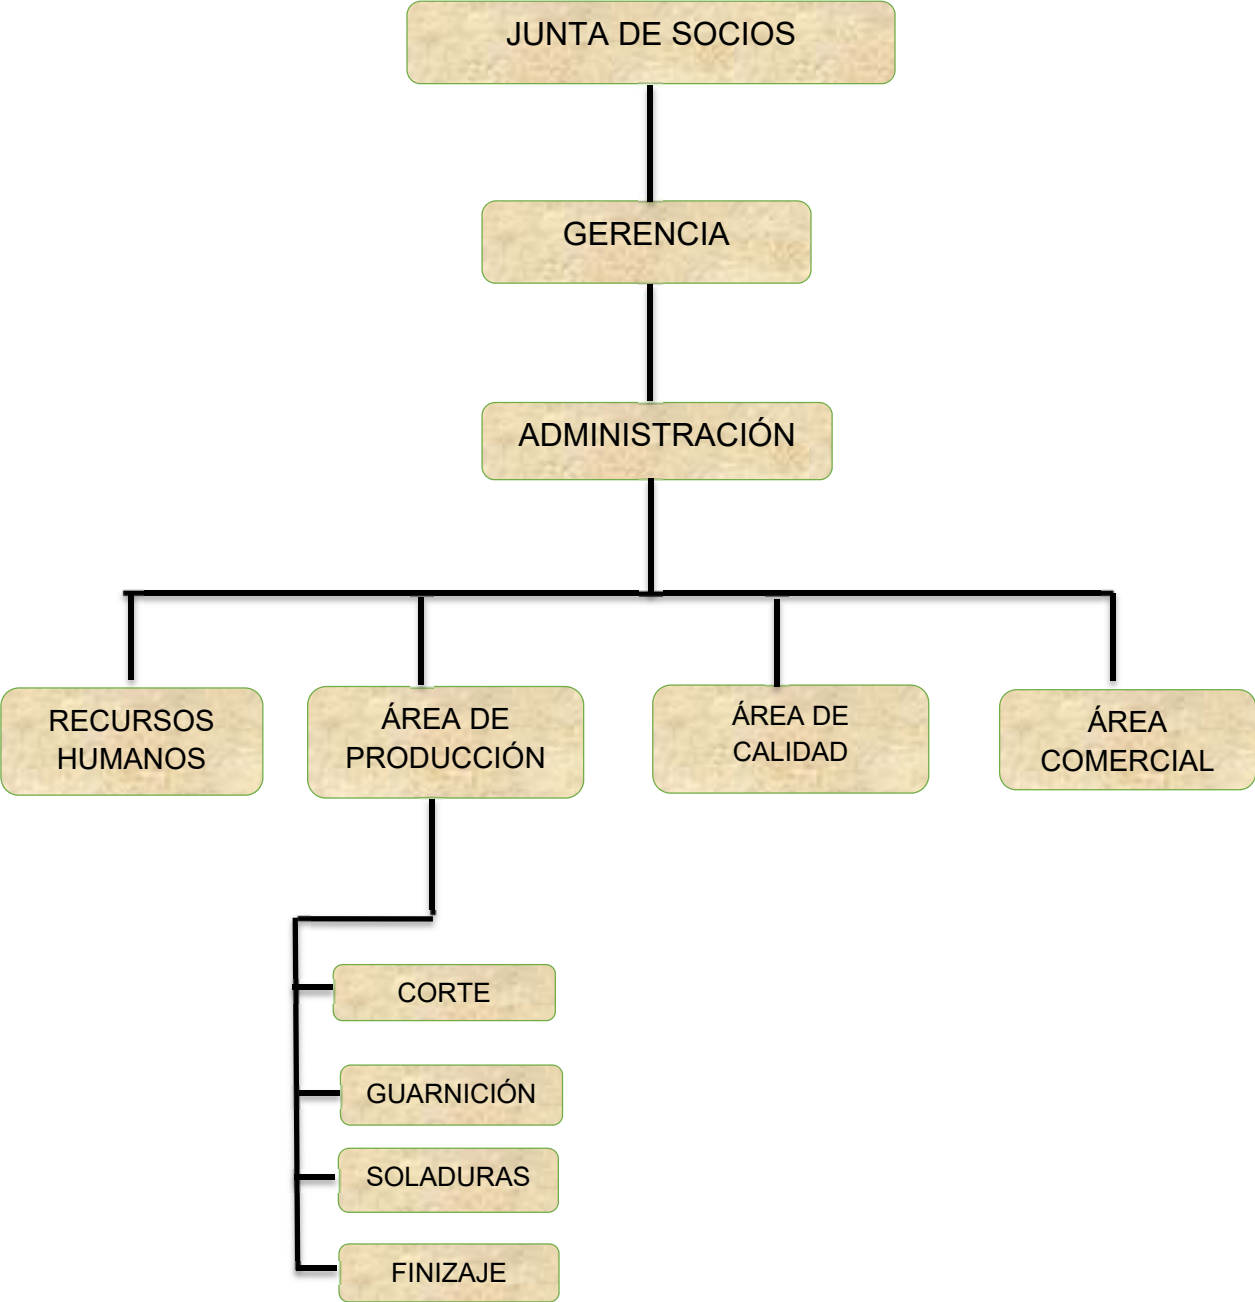 JUNTA DE SOCIOS
GERENCIA
ADMINISTRACIÓN
RECURSOS
HUMANOS
ÁREA DE
PRODUCCIÓN
ÁREA DE
CALIDAD
ÁREA
COMERCIAL
CORTE
GUARNICIÓN
SOLADURAS
FINIZAJE